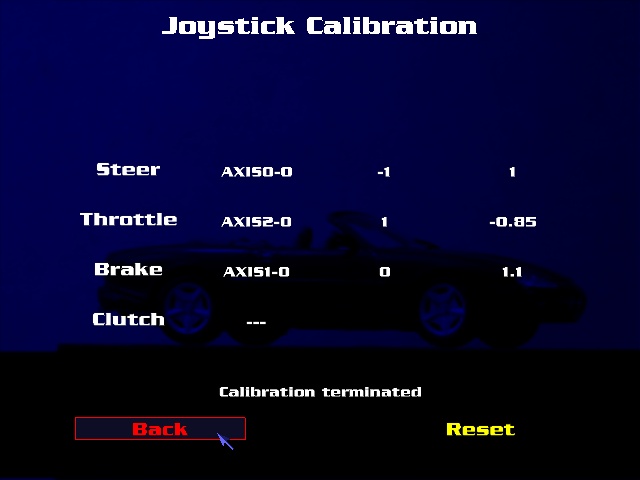 Joystick Calibration
Steer AXIS0-0 -1 1
Throttle AXIS2-0 1 -0.85
Brake AXIS1-0 0 1.1
Clutch ---
Calibration terminated
Back Reset